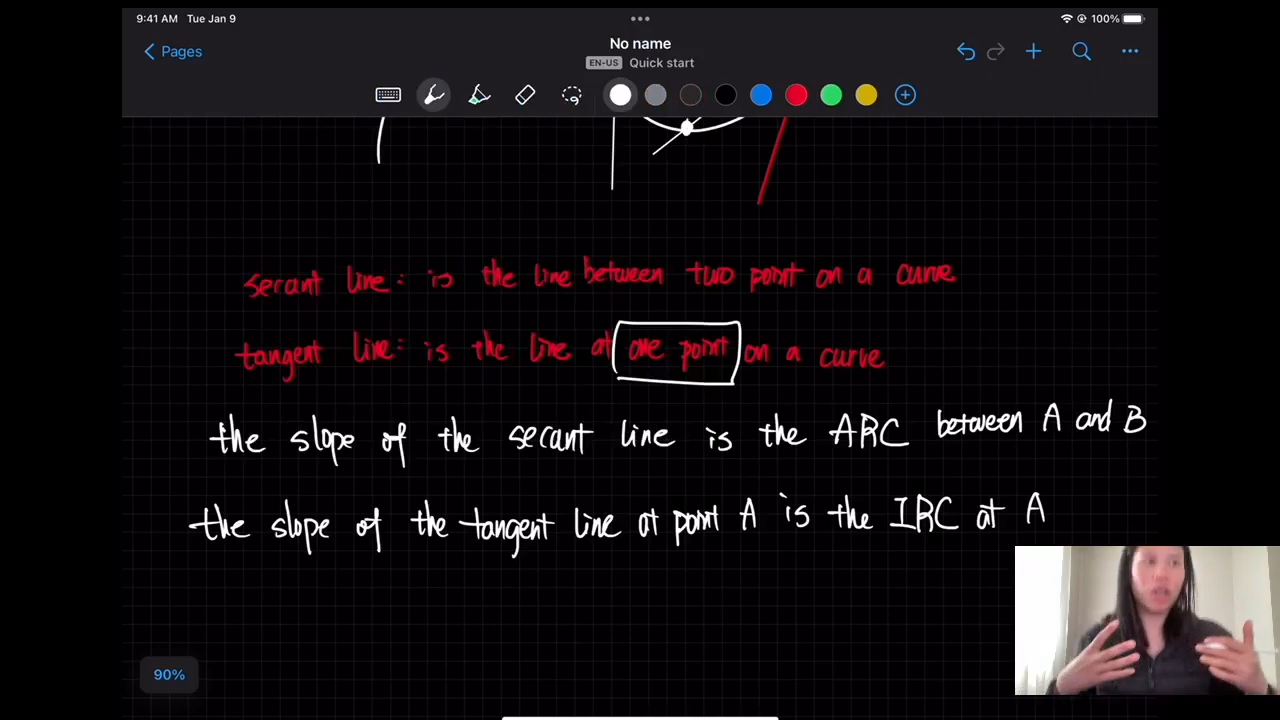 9:41 AM Tue Jan 9
100%
Pages
No name
EN-US Quick start
secant line: is the line between two point on a curve
tangent line: is the line at one point on a curve
the slope of the secant line is the ARC between A and B
the slope of the tangent line at point A is the IRC at A
90%